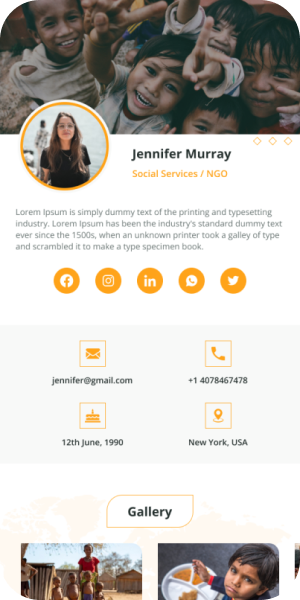 Jennifer Murray
Social Services / NGO
Lorem Ipsum is simply dummy text of the printing and typesetting
industry. Lorem Ipsum has been the industry's standard dummy text
ever since the 1500s, when an unknown printer took a galley of type
and scrambled it to make a type specimen book.
jennifer@gmail.com
+1 4078467478
12th June, 1990
New York, USA
Gallery